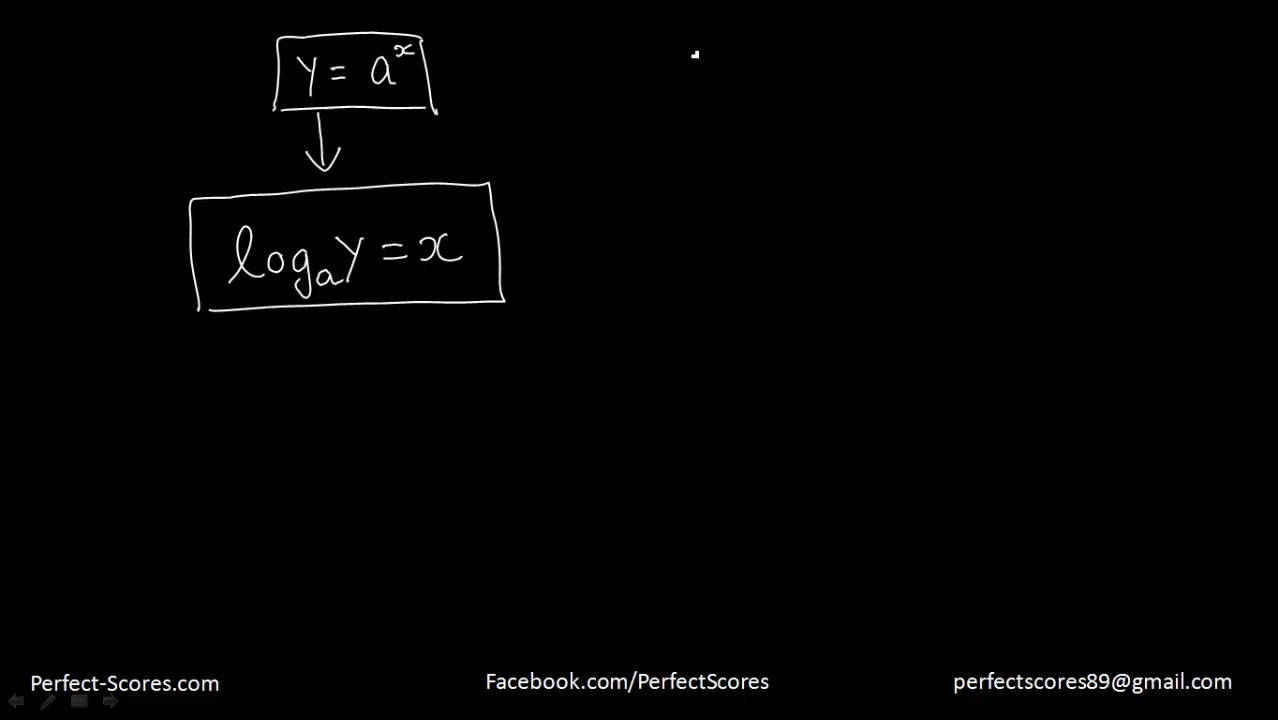 y = a^x
log_a y = x
Perfect-Scores.com
Facebook.com/PerfectScores
perfectscores89@gmail.com